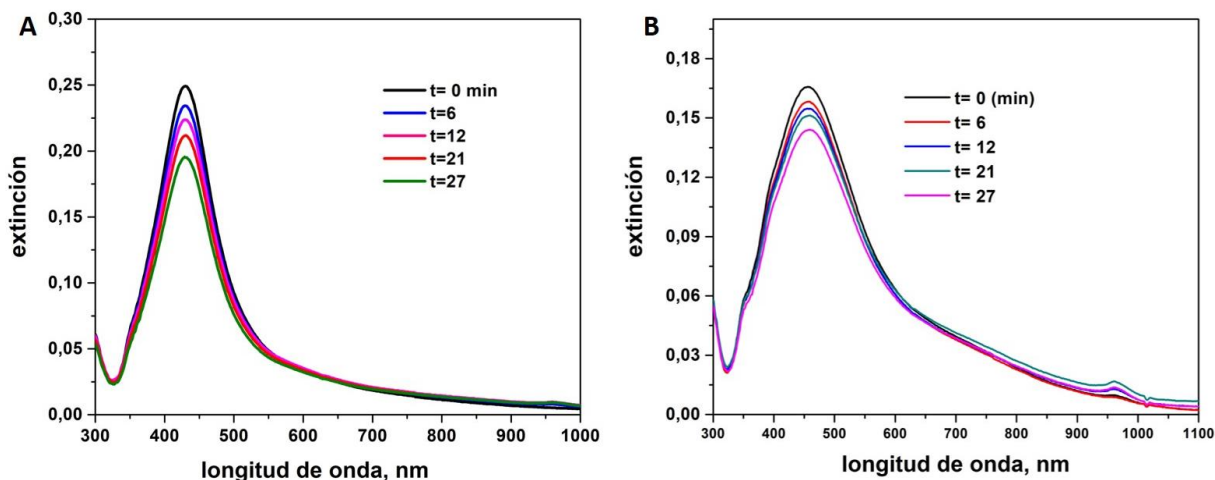 A
0,30
0,25
0,20
0,15
0,10
0,05
0,00
extinción
t= 0 min
t=6
t=12
t=21
t=27
300 400 500 600 700 800 900 1000
longitud de onda, nm
B
0,18
0,15
0,12
0,09
0,06
0,03
0,00
extinción
t= 0 (min)
t= 6
t= 12
t= 21
t= 27
300 400 500 600 700 800 900 1000 1100
longitud de onda, nm